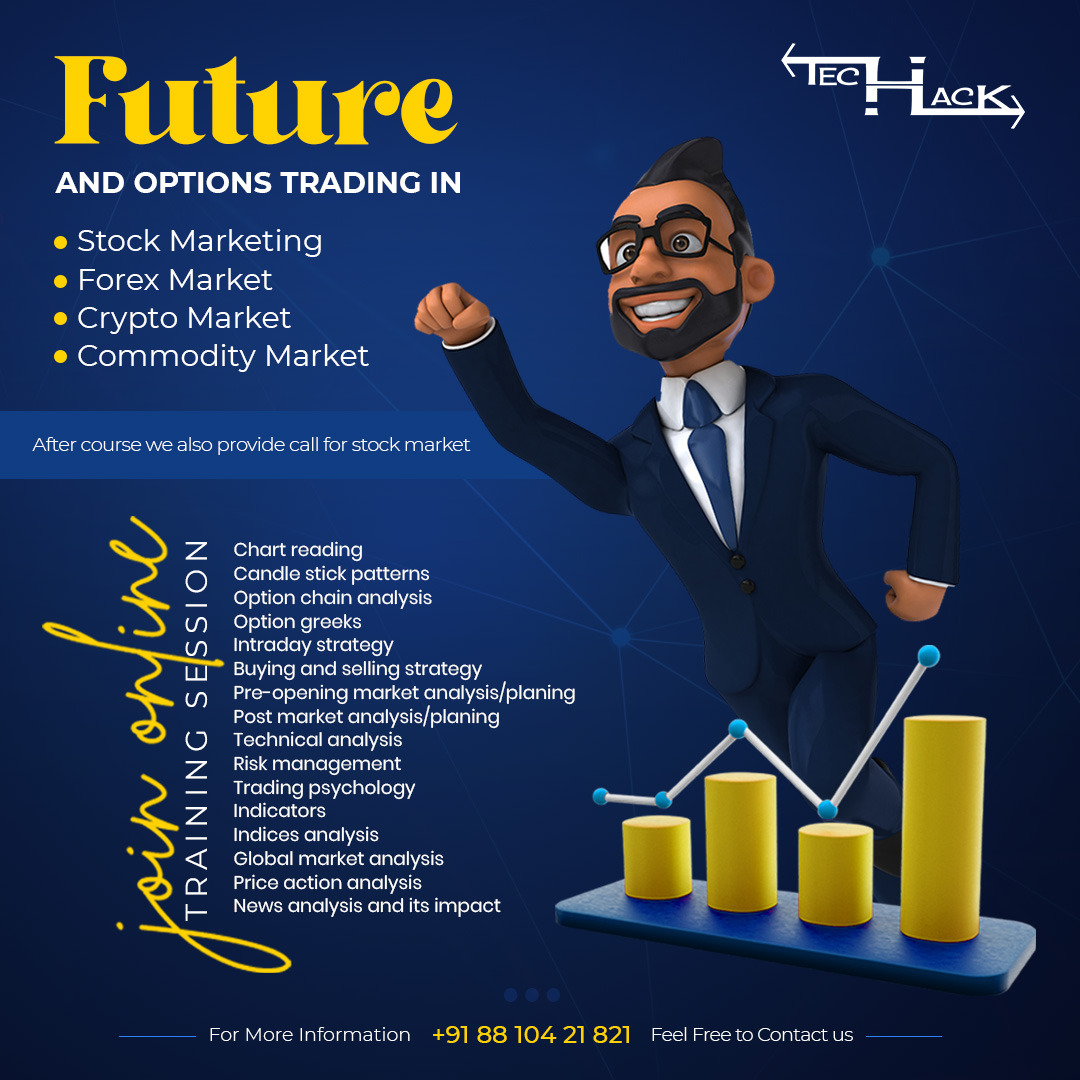 Future
TEC HACK
AND OPTIONS TRADING IN
Stock Marketing
Forex Market
Crypto Market
Commodity Market
After course we also provide call for stock market
join online
TRAINING SESSION
Chart reading
Candle stick patterns
Option chain analysis
Option greeks
Intraday strategy
Buying and selling strategy
Pre-opening market analysis/planing
Post market analysis/planing
Technical analysis
Risk management
Trading psychology
Indicators
Indices analysis
Global market analysis
Price action analysis
News analysis and its impact
For More Information +91 88 104 21 821 Feel Free to Contact us